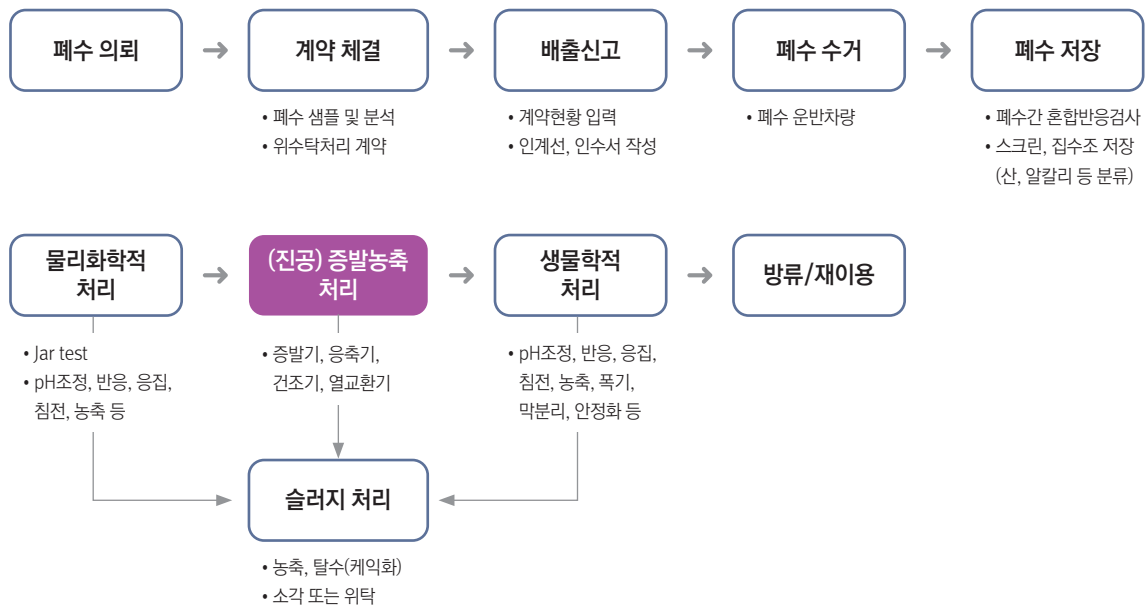 폐수 의뢰
계약 체결
배출신고
폐수 수거
폐수 저장
• 폐수 샘플 및 분석
• 위수탁처리 계약
• 계약현황 입력
• 인계선, 인수서 작성
• 폐수 운반차량
• 폐수간 혼합반응검사
• 스크린, 집수조 저장
(산, 알칼리 등 분류)
물리화학적
처리
(진공) 증발농축
처리
생물학적
처리
방류/재이용
• Jar test
• pH조정, 반응, 응집,
침전, 농축 등
• 증발기, 응축기,
건조기, 열교환기
• pH조정, 반응, 응집,
침전, 농축, 폭기,
막분리, 안정화 등
슬러지 처리
• 농축, 탈수(케익화)
• 소각 또는 위탁